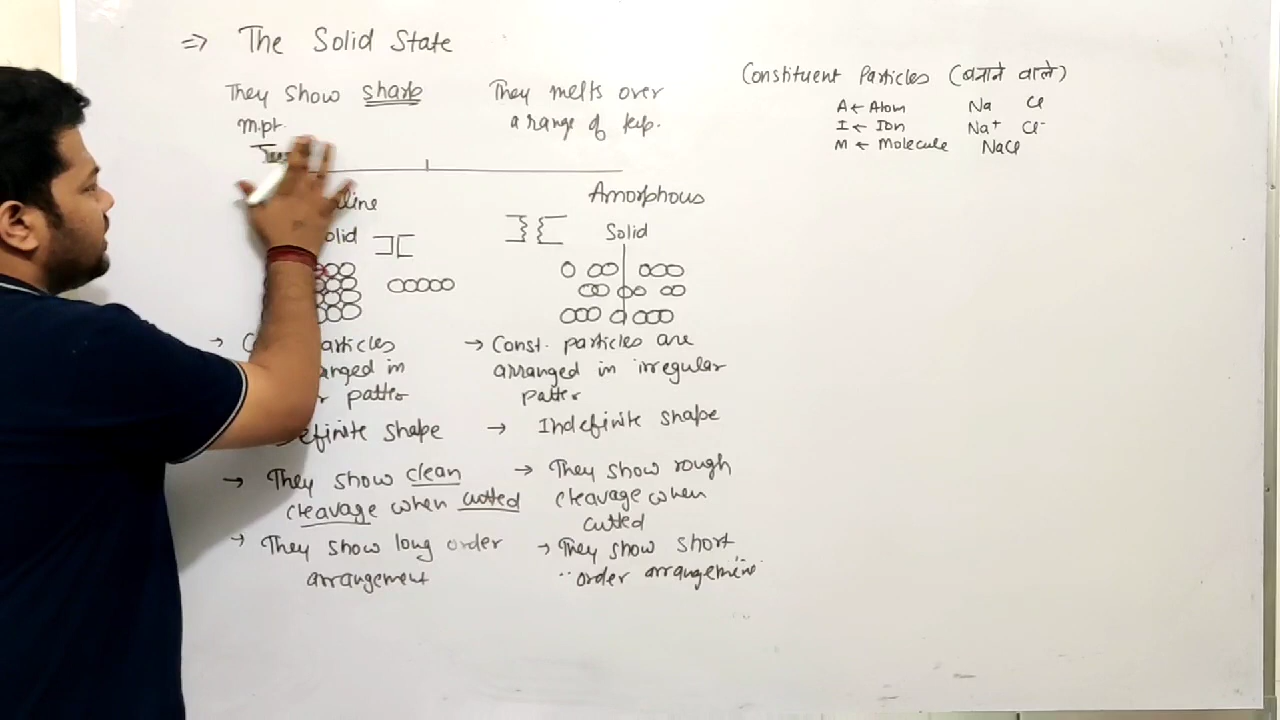 ⇒ The Solid State
They show sharp
m.pt.
They melts over
a range of temp.
Constituent Particles (बनाने वाले)
A ← Atom Na Cl
I ← Ion Na⁺ Cl⁻
M ← Molecule NaCl
Amorphous
Solid
→
→ Const. particles are
arranged in irregular
patter
patter
efinite shape
→ Indefinite shape
→ They show clean
cleavage when cutted
→ They show rough
cleavage when
cutted
→ They show long order
arrangement
→ They show short
order arrangement